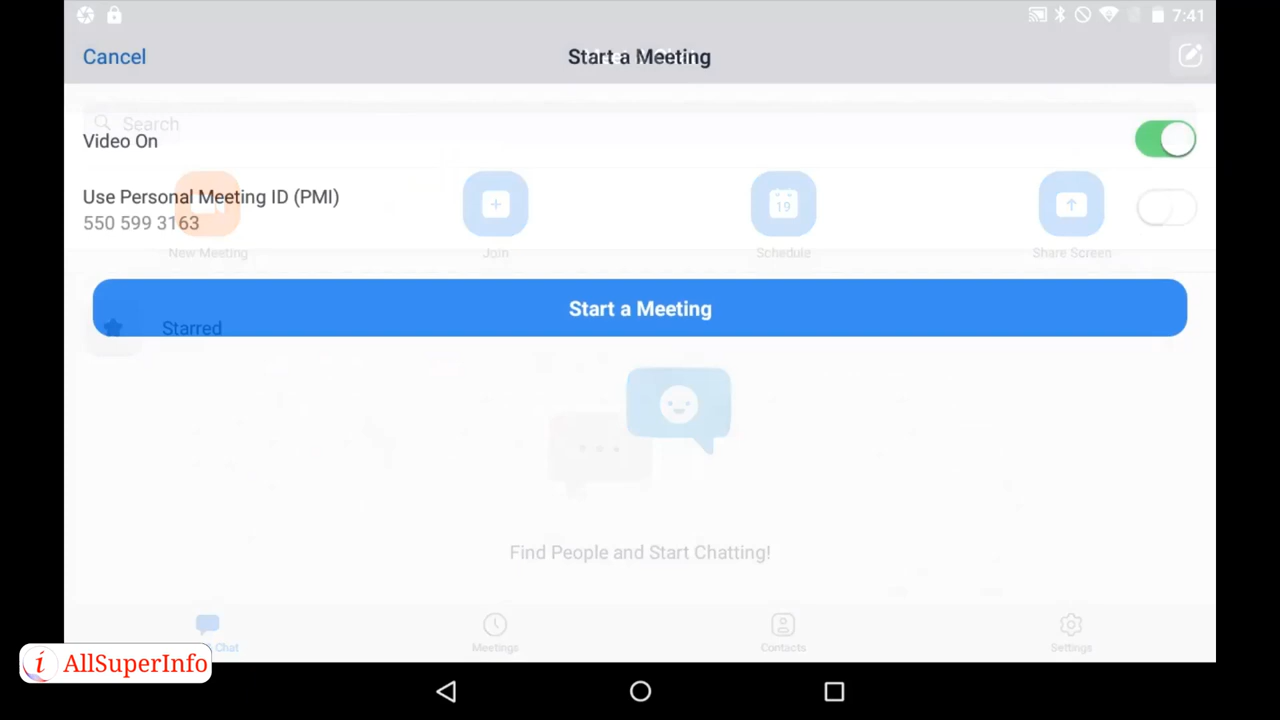 7:41
Cancel
Start a Meeting
Search
Video On
Use Personal Meeting ID (PMI)
550 599 3163
19
New Meeting
Join
Schedule
Share Screen
Start a Meeting
Starred
Find People and Start Chatting!
Chat
Meetings
Contacts
Settings
i AllSuperInfo